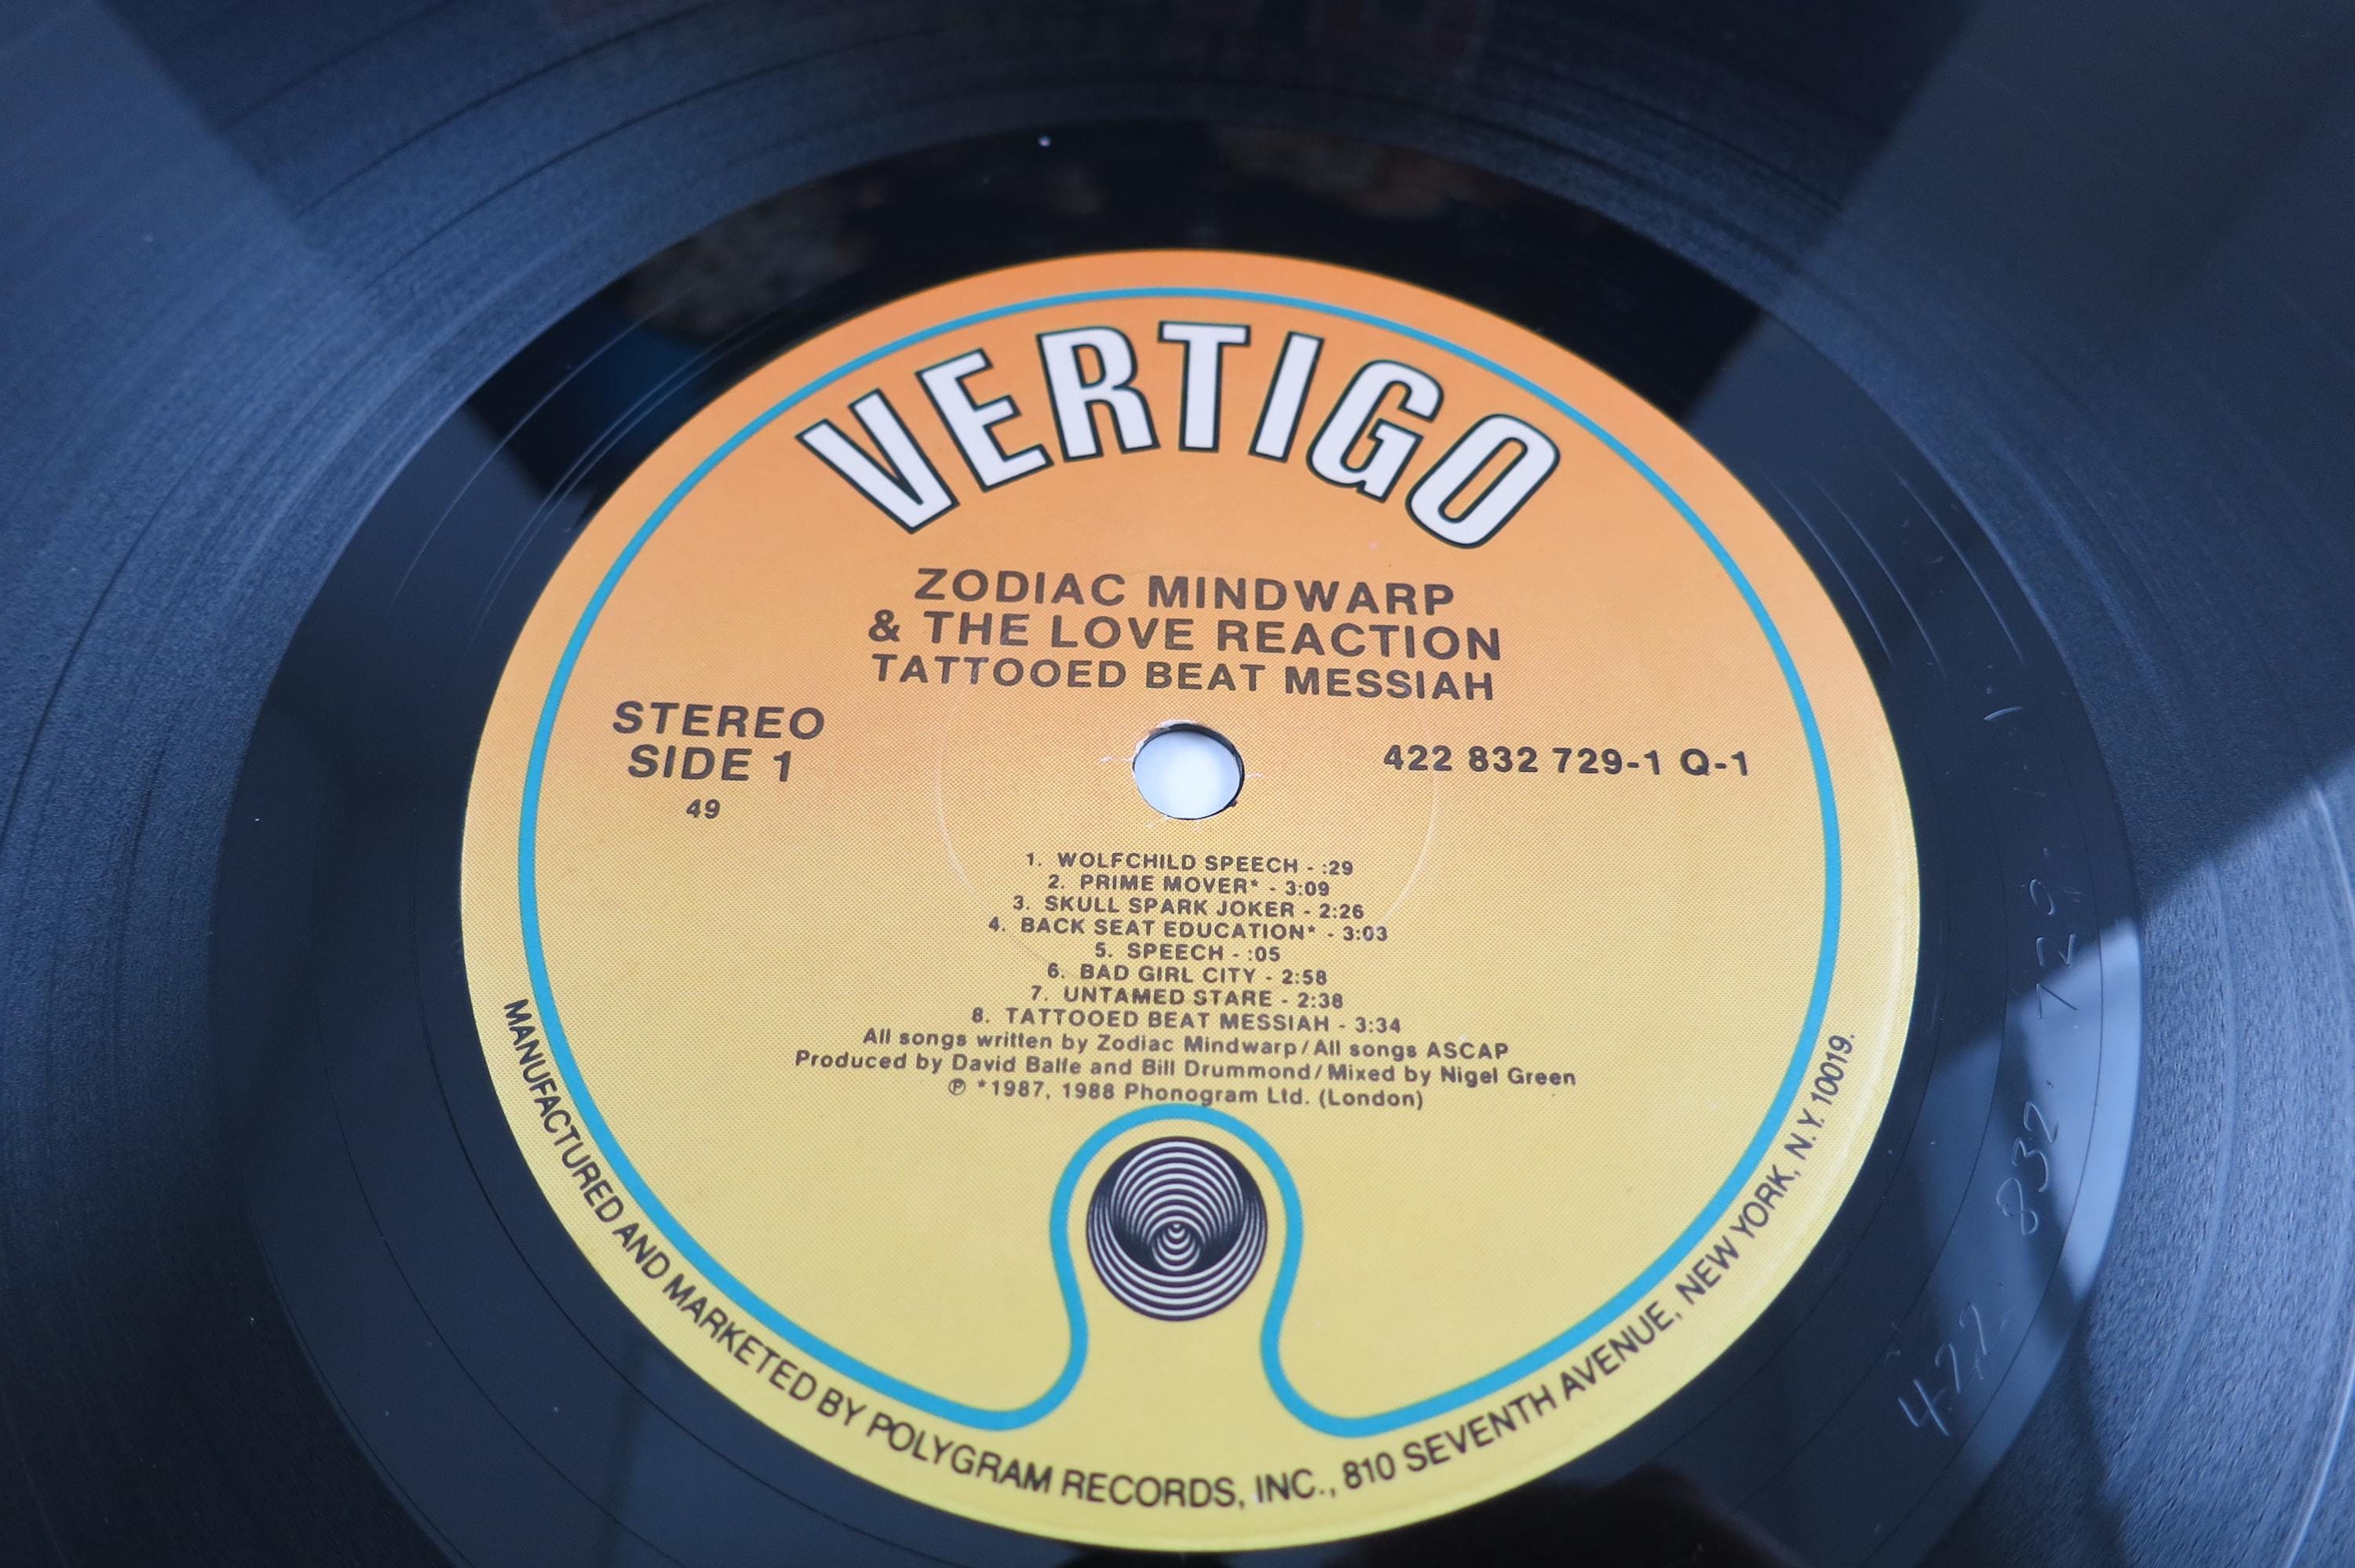 VERTIGO
ZODIAC MINDWARP
& THE LOVE REACTION
TATTOOED BEAT MESSIAH
STEREO
SIDE 1
49
422 832 729-1 Q-1
1. WOLFCHILD SPEECH - :29
2. PRIME MOVER* - 3:09
3. SKULL SPARK JOKER - 2:26
4. BACK SEAT EDUCATION* - 3:03
5. SPEECH - :05
6. BAD GIRL CITY - 2:58
7. UNTAMED STARE - 2:38
8. TATTOOED BEAT MESSIAH - 3:34
All songs written by Zodiac Mindwarp/All songs ASCAP
Produced by David Balfe and Bill Drummond/Mixed by Nigel Green
℗ *1987, 1988 Phonogram Ltd. (London)
MANUFACTURED AND MARKETED BY POLYGRAM RECORDS, INC., 810 SEVENTH AVENUE, NEW YORK, N.Y. 10019.
422 832 729-1